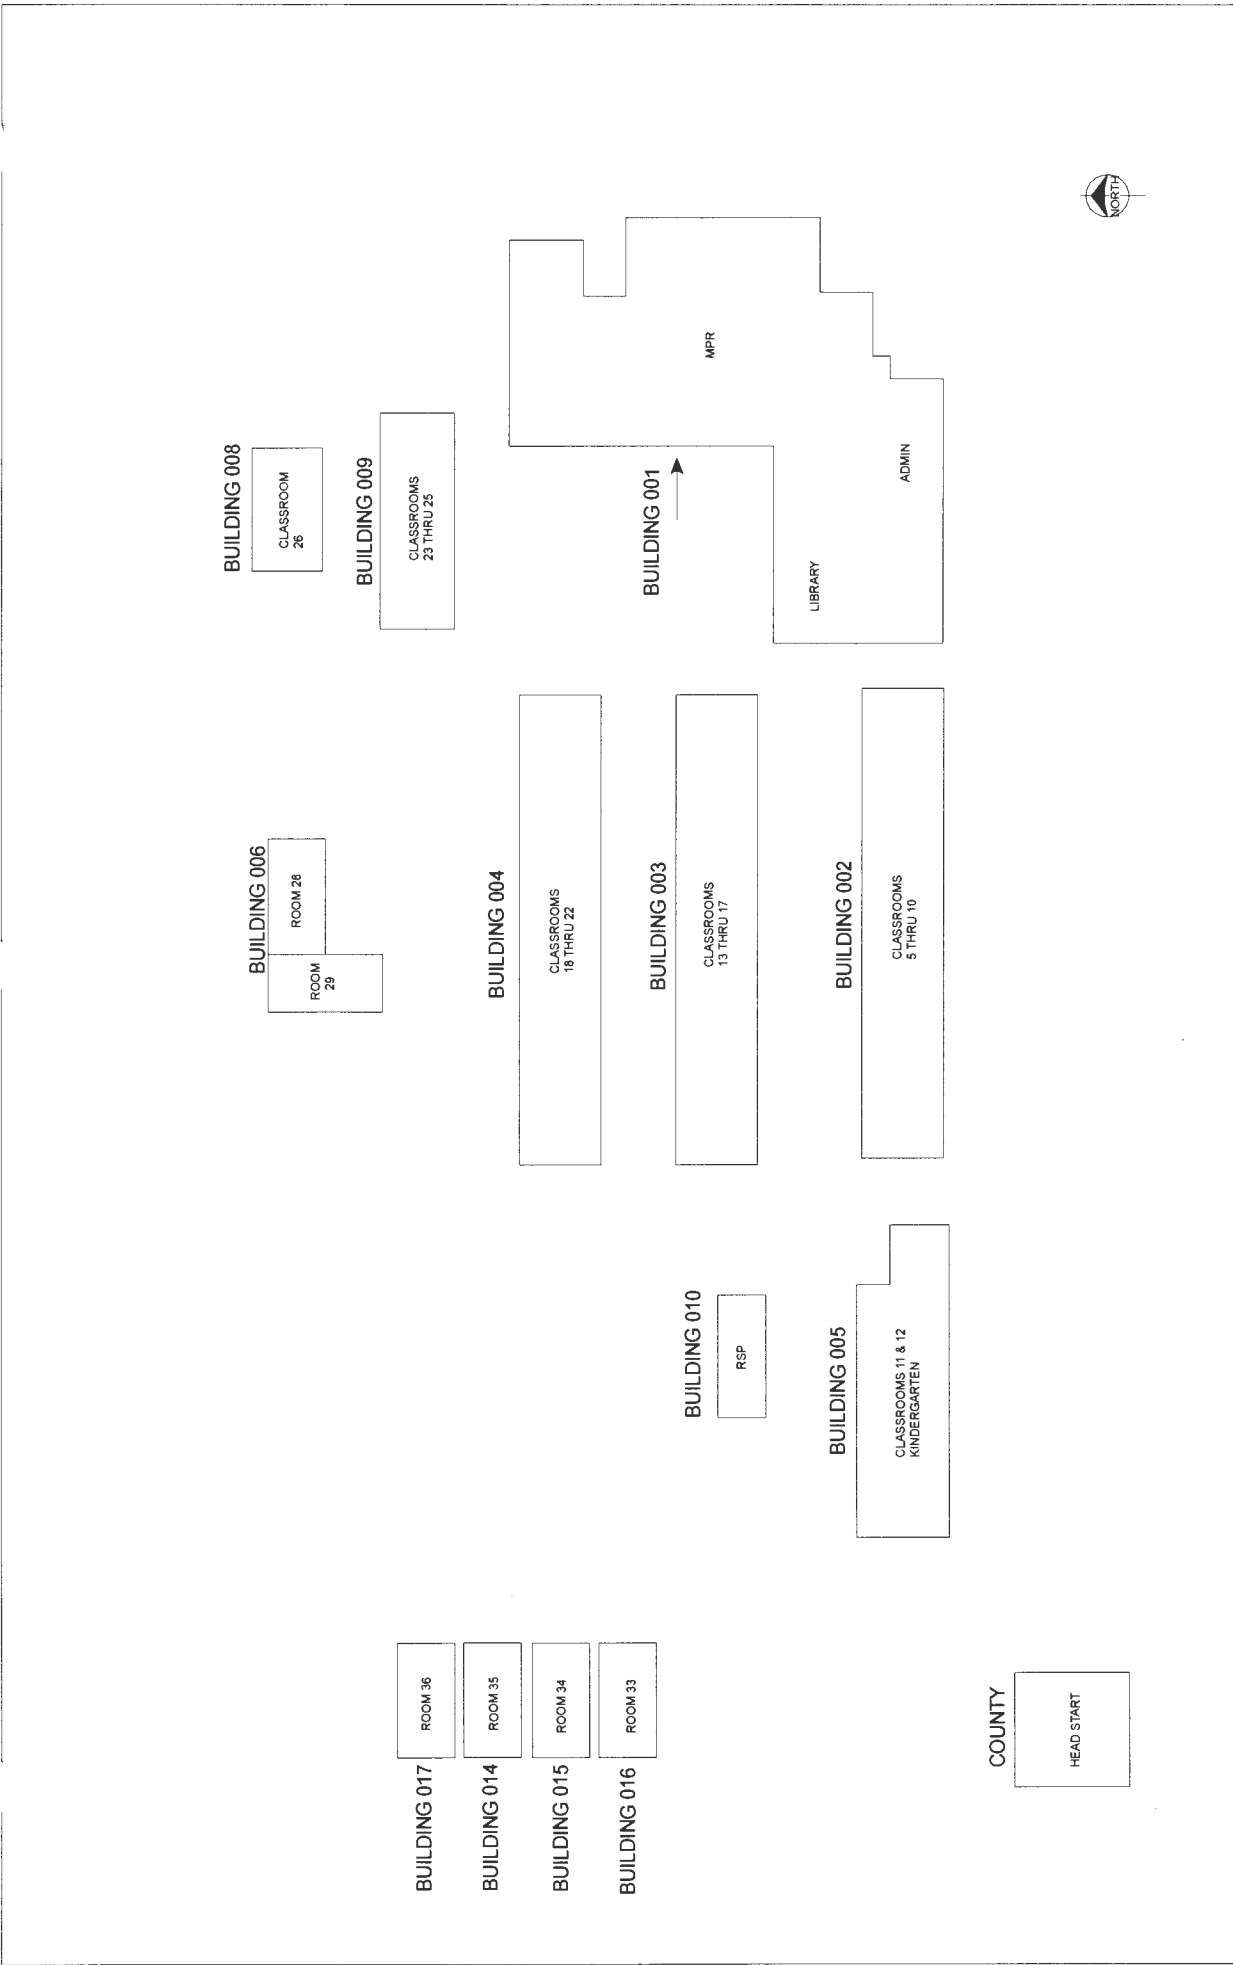 BUILDING 008
CLASSROOM
26
BUILDING 009
CLASSROOMS
23 THRU 25
BUILDING 006
ROOM 28
ROOM
29
BUILDING 017
ROOM 36
BUILDING 014
ROOM 35
BUILDING 015
ROOM 34
BUILDING 016
ROOM 33
BUILDING 004
CLASSROOMS
18 THRU 22
BUILDING 003
CLASSROOMS
13 THRU 17
BUILDING 001
MPR
LIBRARY
ADMIN
BUILDING 010
RSP
BUILDING 005
CLASSROOMS 11 & 12
KINDERGARTEN
BUILDING 002
CLASSROOMS
5 THRU 10
COUNTY
HEAD START
NORTH